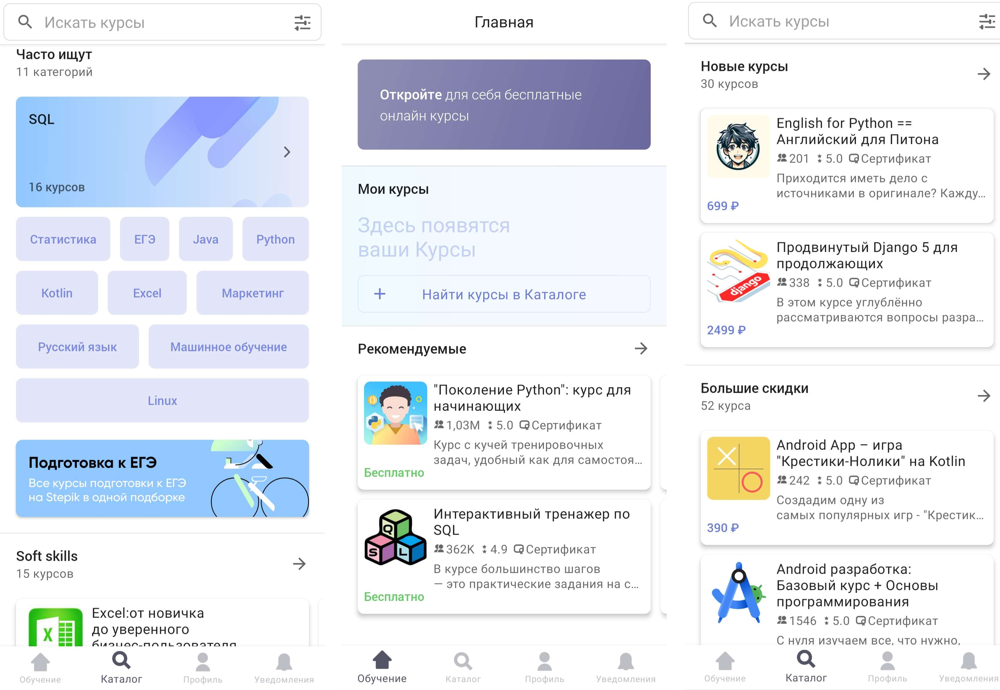 Искать курсы
Часто ищут
11 категорий
SQL
16 курсов
Статистика
ЕГЭ
Java
Python
Kotlin
Excel
Маркетинг
Русский язык
Машинное обучение
Linux
Подготовка к ЕГЭ
Все курсы подготовки к ЕГЭ
на Stepik в одной подборке
Soft skills
15 курсов
X
Excel:от новичка
до уверенного
бизнес-пользователя
Обучение
Каталог
Профиль
Уведомления
Главная
Откройте для себя бесплатные
онлайн курсы
Мои курсы
Здесь появятся
ваши Курсы
+ Найти курсы в Каталоге
Рекомендуемые
{}
"Поколение Python": курс для
начинающих
1,03M 5.0 Сертификат
Курс с кучей тренировочных
задач, удобный как для самостоя...
Бесплатно
Q
S L
Интерактивный тренажер по
SQL
362K 4.9 Сертификат
В курсе большинство шагов
— это практические задания на с...
Бесплатно
Обучение
Каталог
Профиль
Уведомления
Искать курсы
Новые курсы
30 курсов
English for Python ==
Английский для Питона
201 5.0 Сертификат
Приходится иметь дело с
источниками в оригинале? Кажду...
699 ₽
django
Продвинутый Django 5 для
продолжающих
338 5.0 Сертификат
В этом курсе углублённо
рассматриваются вопросы разра...
2499 ₽
Большие скидки
52 курса
Android App – игра
"Крестики-Нолики" на Kotlin
242 5.0 Сертификат
Создадим одну из
самых популярных игр - "Крестик...
390 ₽
Android разработка:
Базовый курс + Основы
программирования
1546 5.0 Сертификат
С нуля изучаем все, что нужно,
Обучение
Каталог
Профиль
Уведомления